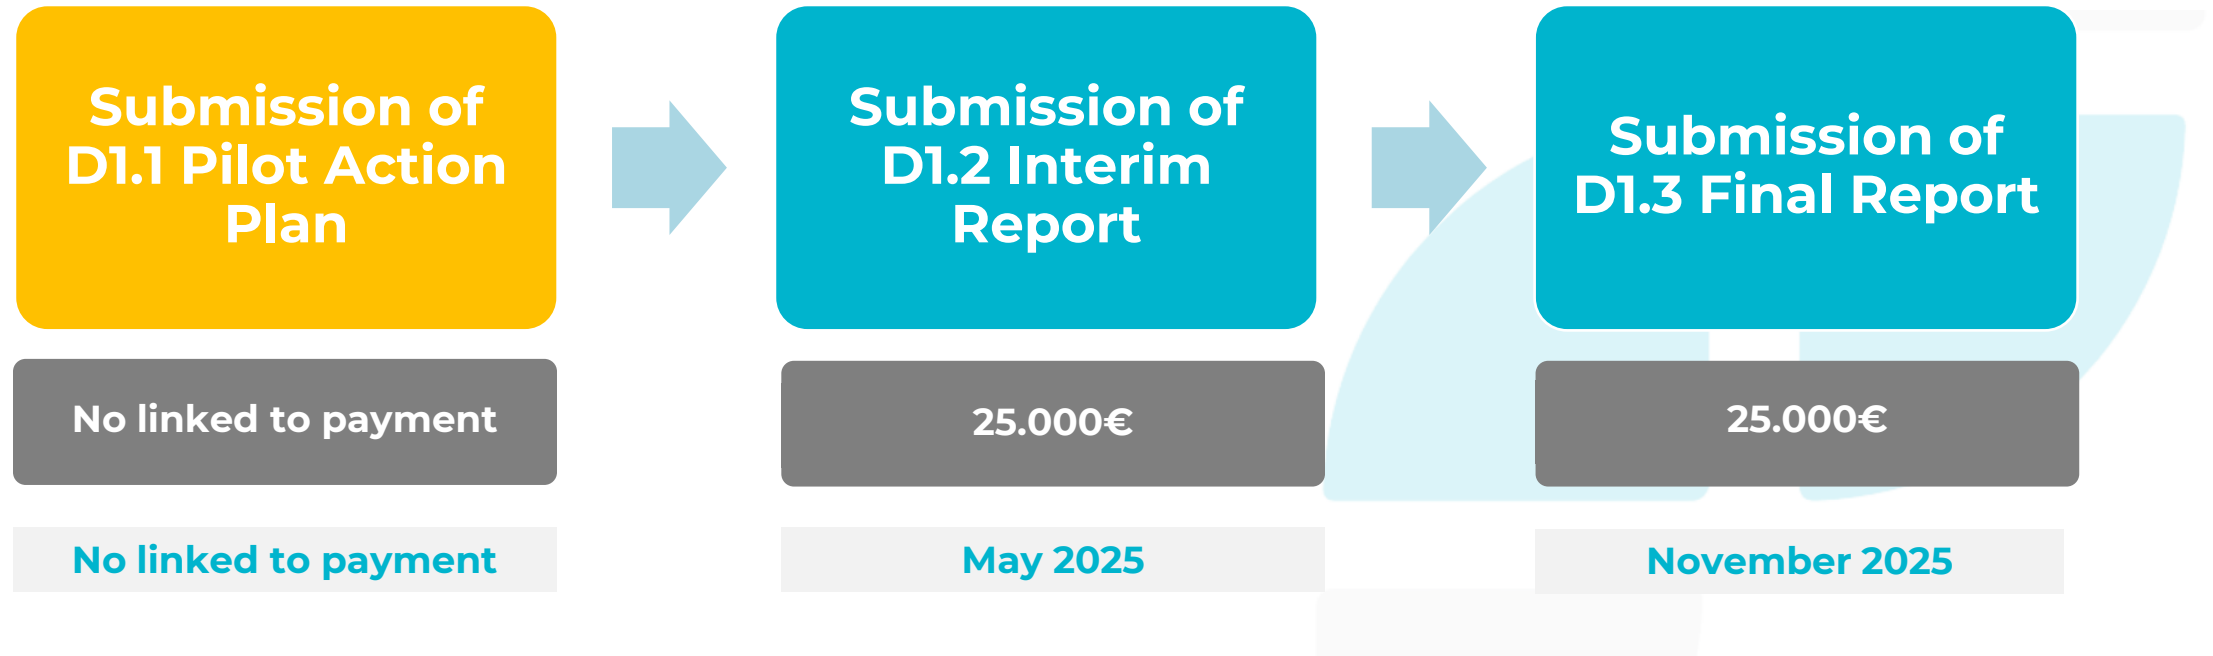 Submission of
D1.1 Pilot Action
Plan
Submission of
D1.2 Interim
Report
Submission of
D1.3 Final Report
No linked to payment
25.000€
25.000€
No linked to payment
May 2025
November 2025